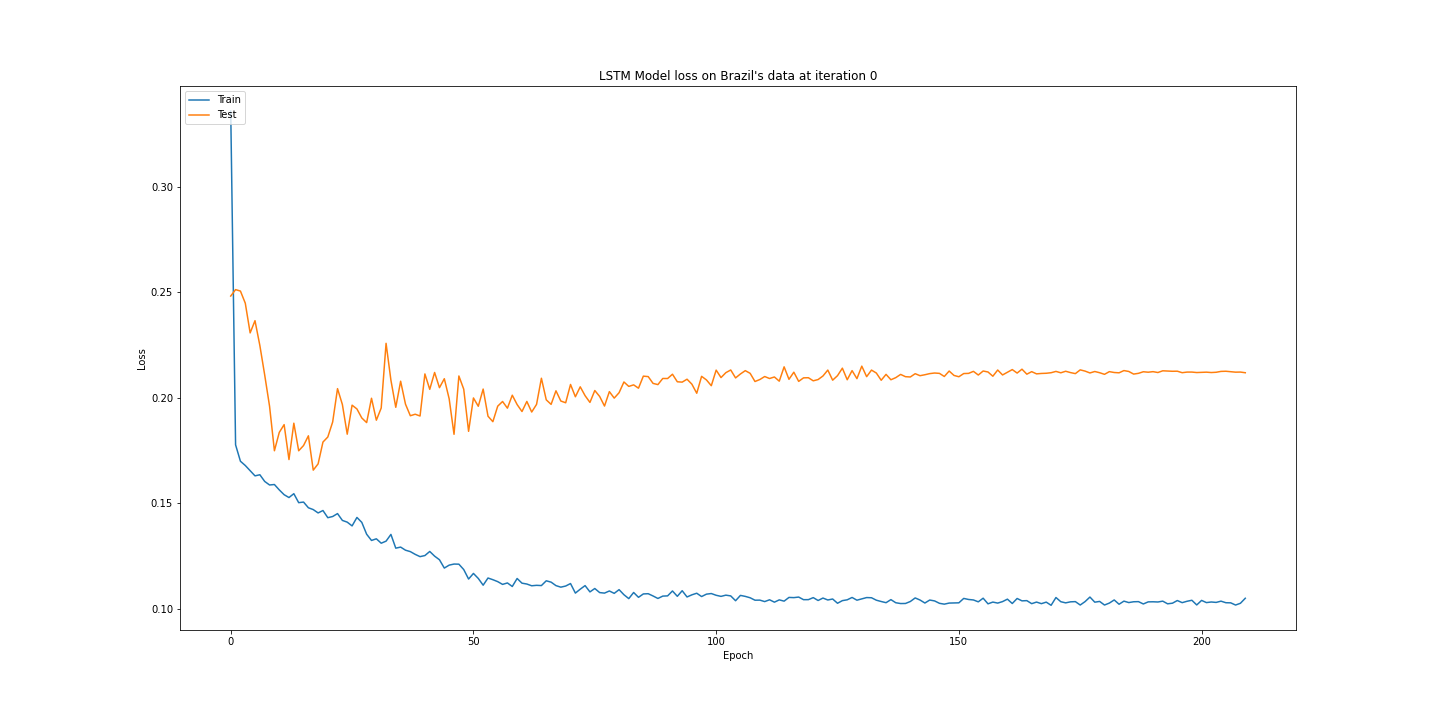 LSTM Model loss on Brazil's data at iteration 0
Train
Test
0.30
0.25
0.20
0.15
0.10
Loss
0 50 100 150 200
Epoch